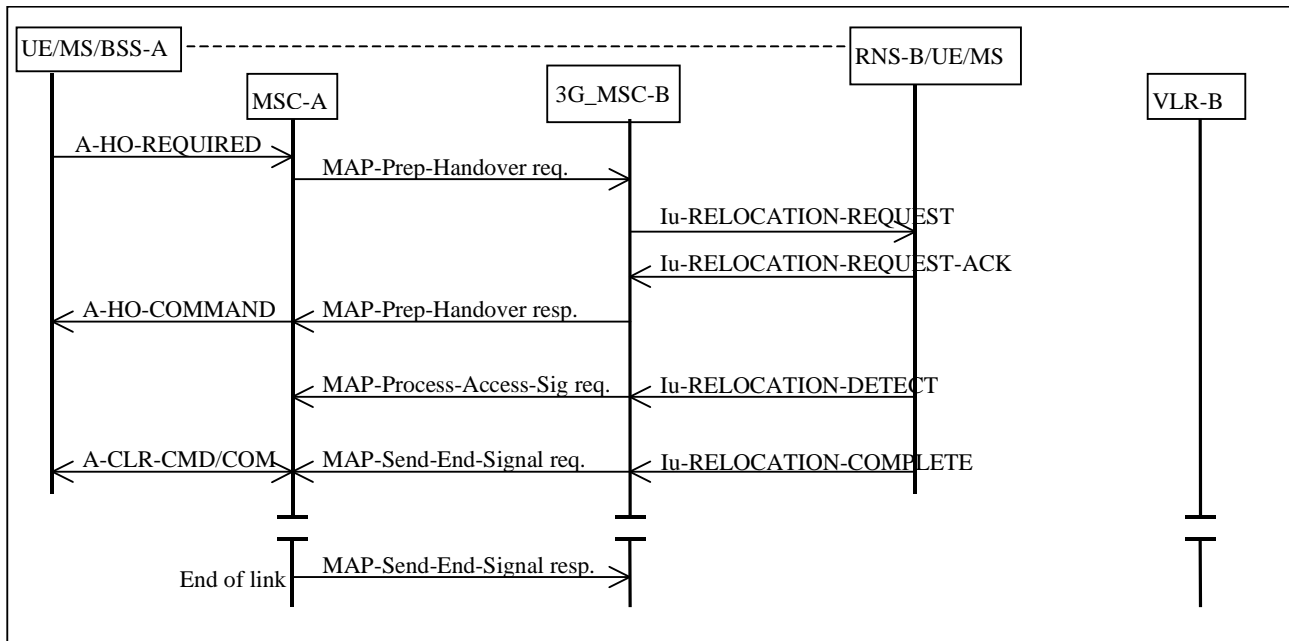 UE/MS/BSS-A
RNS-B/UE/MS
MSC-A
3G_MSC-B
VLR-B
A-HO-REQUIRED
MAP-Prep-Handover req.
Iu-RELOCATION-REQUEST
Iu-RELOCATION-REQUEST-ACK
A-HO-COMMAND
MAP-Prep-Handover resp.
MAP-Process-Access-Sig req.
Iu-RELOCATION-DETECT
A-CLR-CMD/COM
MAP-Send-End-Signal req.
Iu-RELOCATION-COMPLETE
End of link
MAP-Send-End-Signal resp.